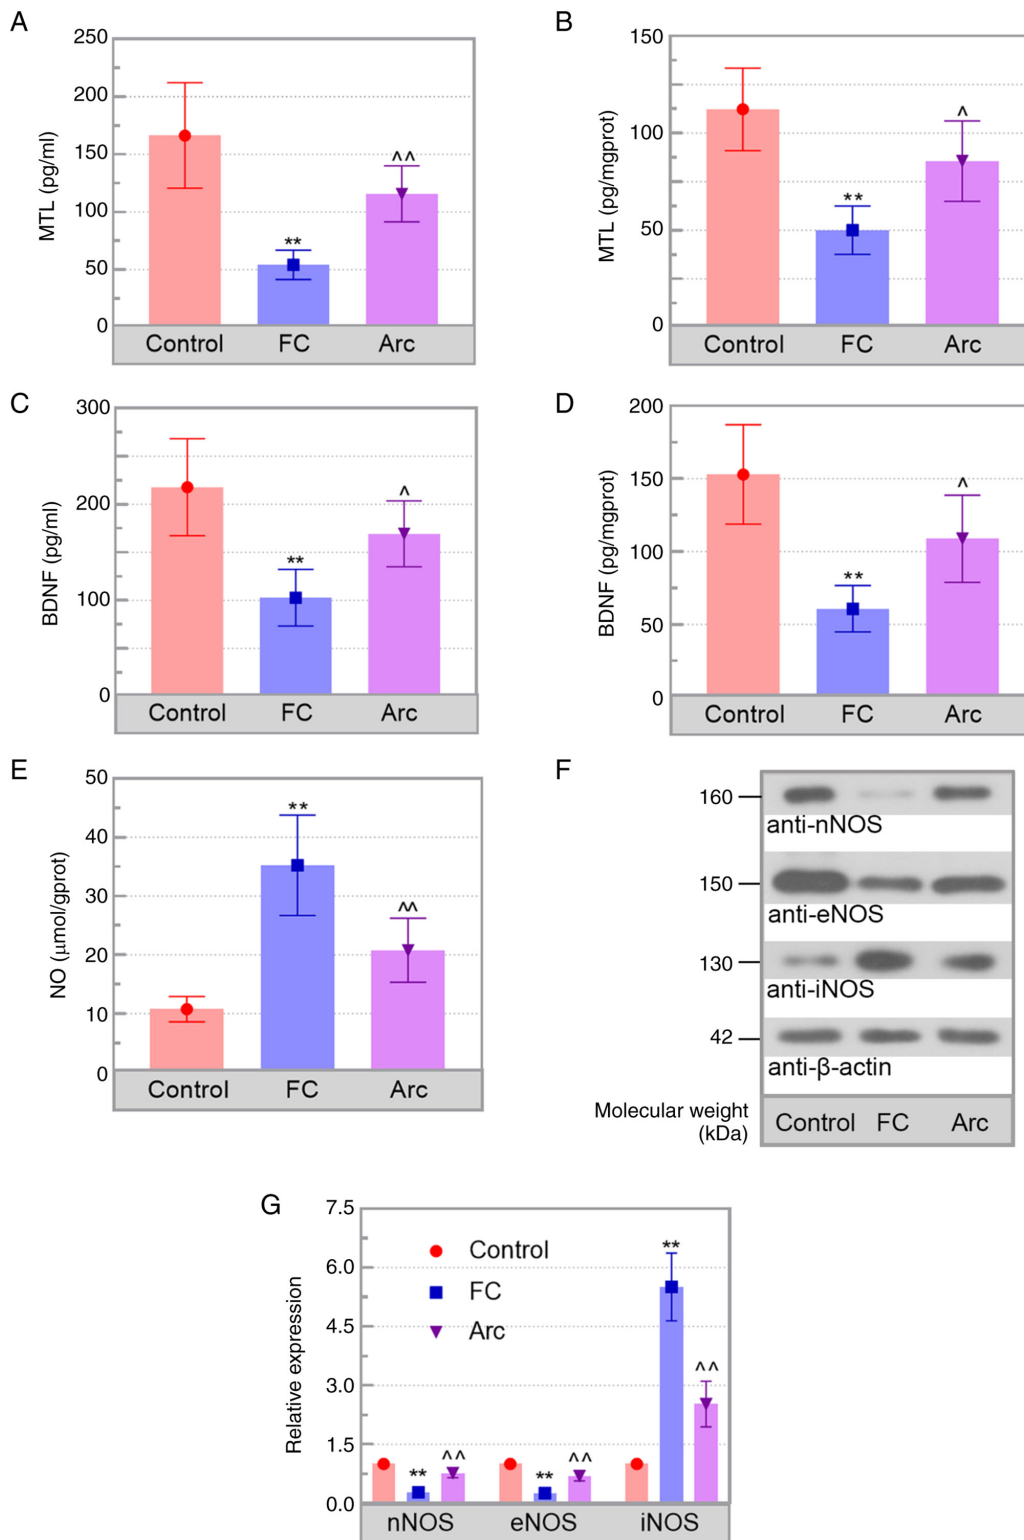 A
250
200
150
100
50
0
MTL (pg/ml)
**
^^
Control FC Arc
B
150
100
50
0
MTL (pg/mgprot)
**
^
Control FC Arc
C
300
200
100
0
BDNF (pg/ml)
**
^
Control FC Arc
D
200
150
100
50
0
BDNF (pg/mgprot)
**
^
Control FC Arc
E
50
40
30
20
10
0
NO (μmol/gprot)
**
^^
Control FC Arc
F
160
anti-nNOS
150
anti-eNOS
130
anti-iNOS
42
anti-β-actin
Molecular weight
(kDa)
Control FC Arc
G
7.5
6.0
4.5
3.0
1.5
0.0
Relative expression
Control
FC
Arc
** ^^ ** ^^ ** ^^
nNOS eNOS iNOS